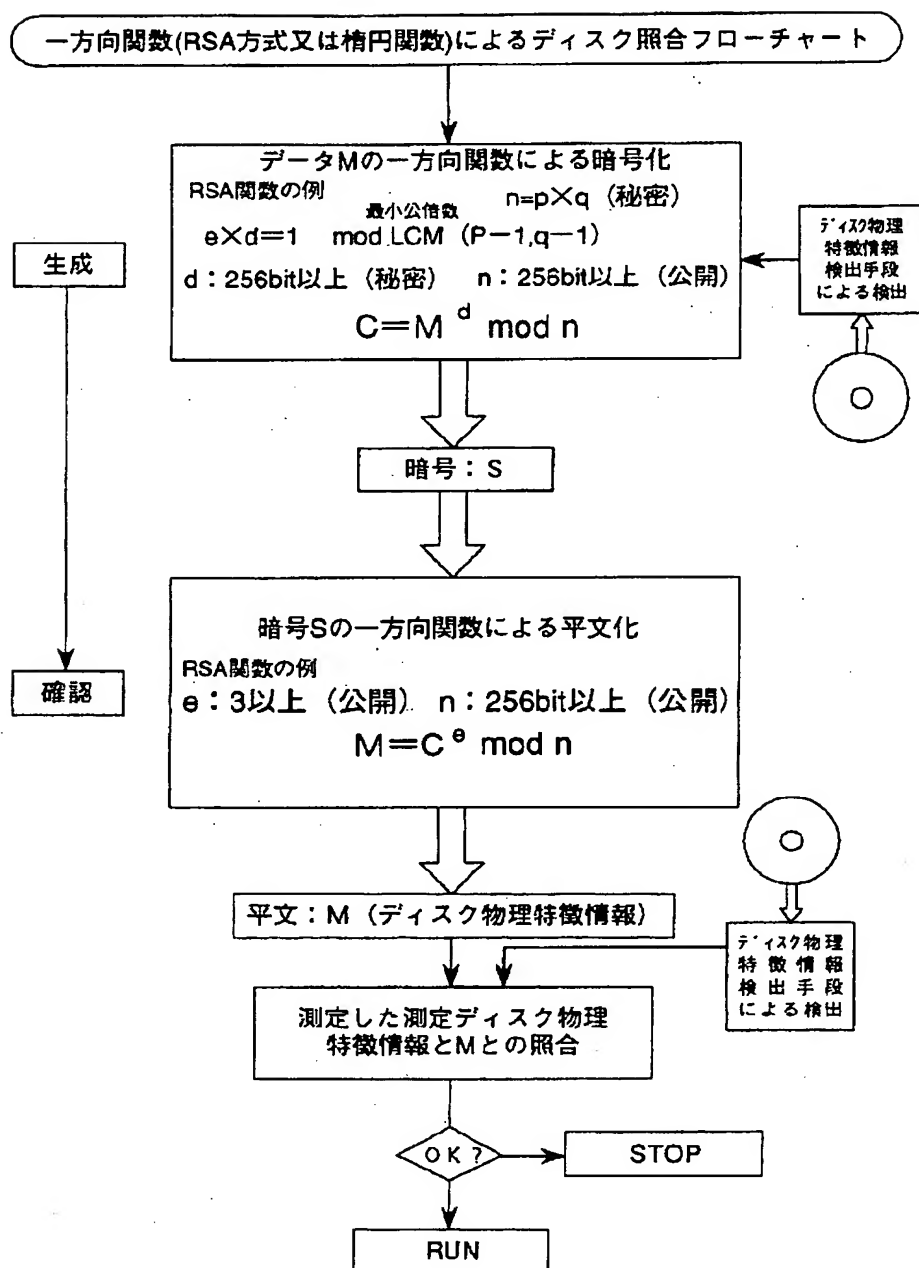 一方向関数(RSA方式又は楕円関数)によるディスク照合フローチャート
データMの一方向関数による暗号化
RSA関数の例 n=p×q (秘密)
最小公倍数
e×d=1 mod LCM (P-1,q-1)
d:256bit以上 (秘密) n:256bit以上 (公開)
C=M^d mod n
ディスク物理
特徴情報
検出手段
による検出
生成
暗号:S
暗号Sの一方向関数による平文化
RSA関数の例
e:3以上 (公開) n:256bit以上 (公開)
M=C^e mod n
確認
平文:M (ディスク物理特徴情報)
ディスク物理
特徴情報
検出手段
による検出
測定した測定ディスク物理
特徴情報とMとの照合
OK?
STOP
RUN